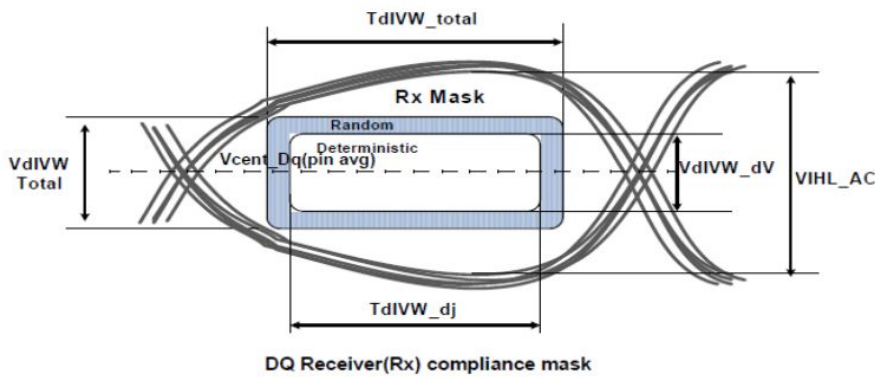 TdIVW_total
Rx Mask
Random
Deterministic
Vcent_Dq(pin avg)
VdIVW
Total
VdIVW_dV
VIHL_AC
TdIVW_dj
DQ Receiver(Rx) compliance mask